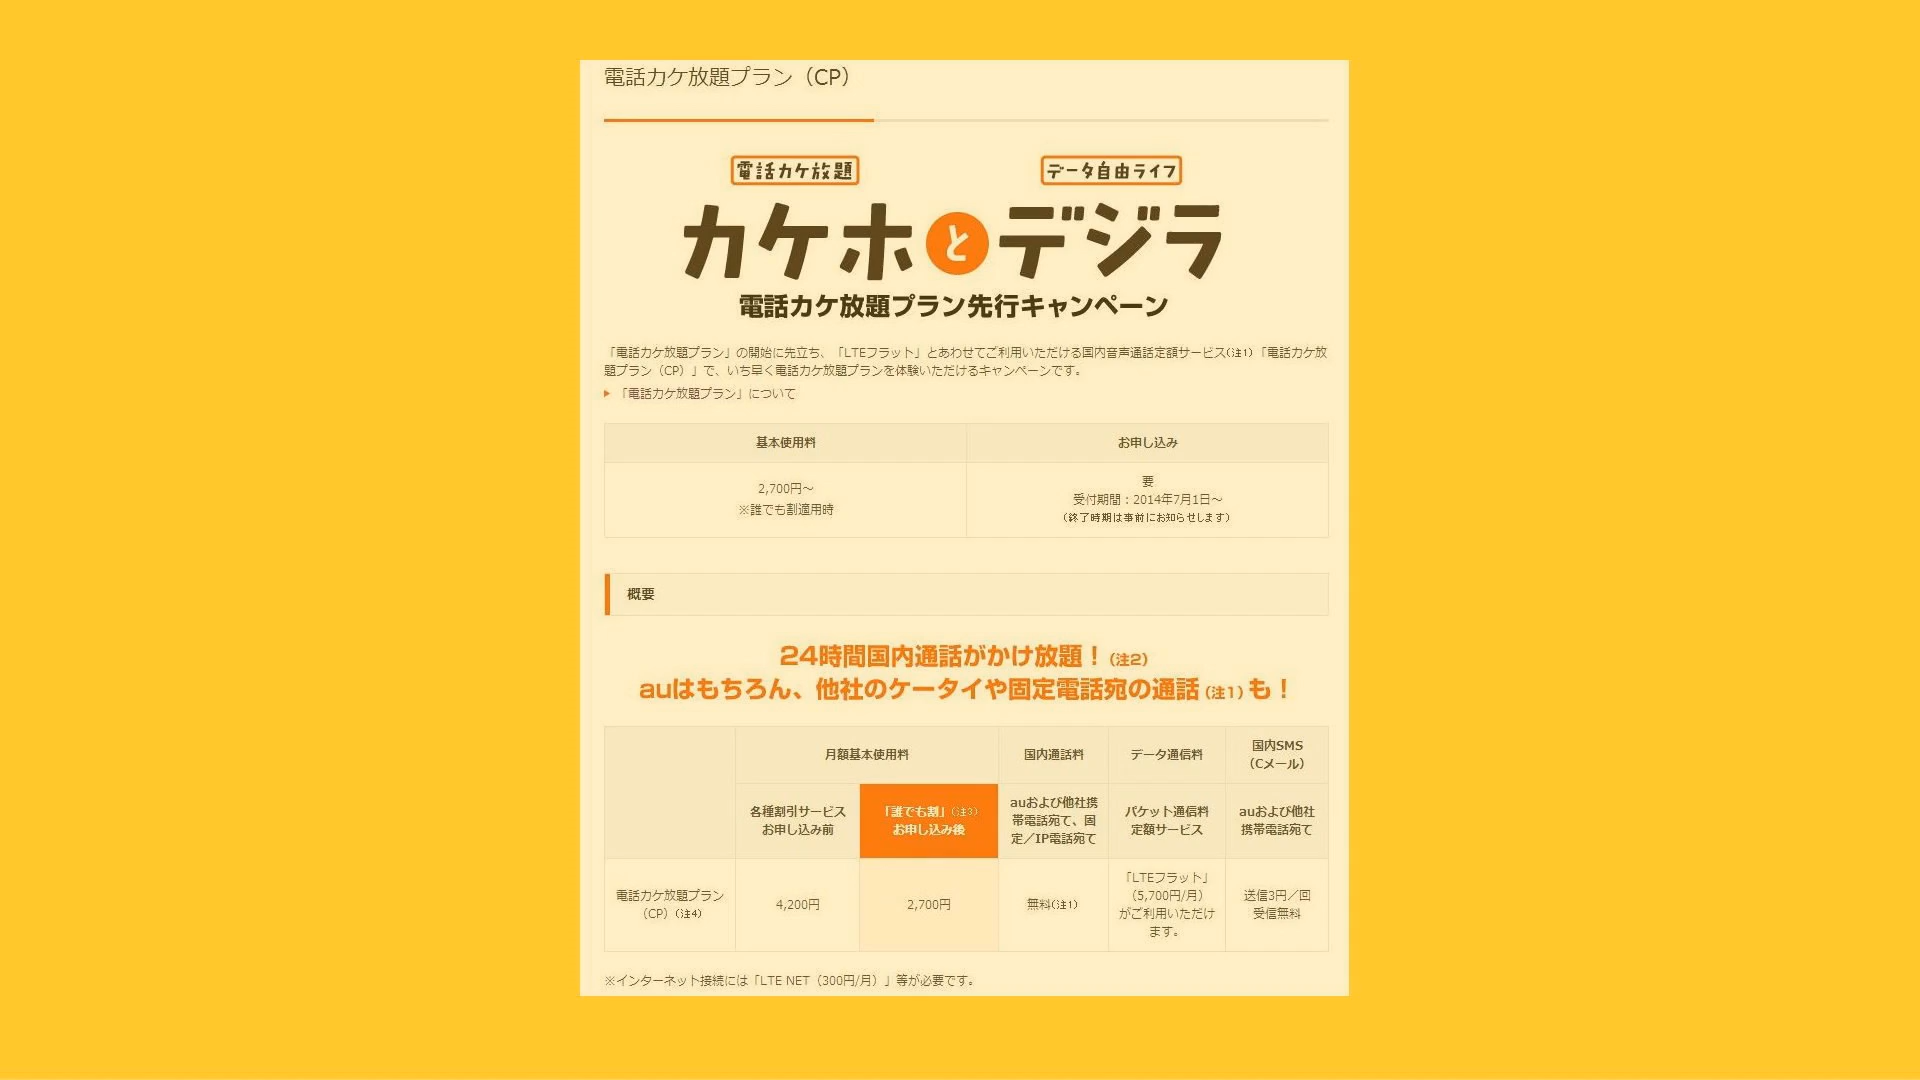 電話カケ放題プラン（CP）
電話カケ放題
データ自由ライフ
カケホとデジラ
電話カケ放題プラン先行キャンペーン
「電話カケ放題プラン」の開始に先立ち、「LTEフラット」とあわせてご利用いただける国内音声通話定額サービス(注1)「電話カケ放
題プラン（CP）」で、いち早く電話カケ放題プランを体験いただけるキャンペーンです。
「電話カケ放題プラン」について
基本使用料
お申し込み
2,700円～
※誰でも割適用時
要
受付期間：2014年7月1日～
（終了時期は事前にお知らせします）
概要
24時間国内通話がかけ放題！（注2）
auはもちろん、他社のケータイや固定電話宛の通話（注1）も！
月額基本使用料
国内通話料
データ通信料
国内SMS
（Cメール）
各種割引サービス
お申し込み前
「誰でも割」（注3）
お申し込み後
auおよび他社携
帯電話宛て、固
定／IP電話宛て
パケット通信料
定額サービス
auおよび他社
携帯電話宛て
電話カケ放題プラン
（CP）（注4）
4,200円
2,700円
無料(注1)
「LTEフラット」
（5,700円/月）
がご利用いただけ
ます。
送信3円／回
受信無料
※インターネット接続には「LTE NET（300円/月）」等が必要です。